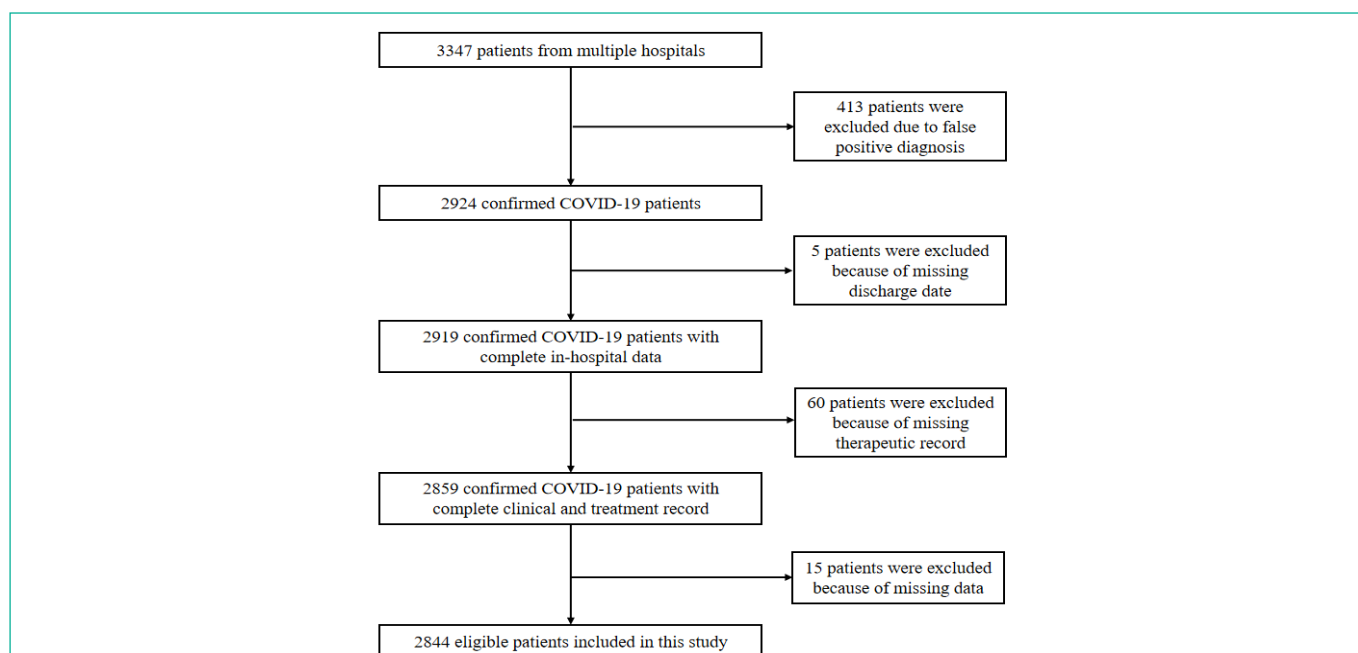 3347 patients from multiple hospitals
413 patients were
excluded due to false
positive diagnosis
2924 confirmed COVID-19 patients
5 patients were excluded
because of missing
discharge date
2919 confirmed COVID-19 patients with
complete in-hospital data
60 patients were excluded
because of missing
therapeutic record
2859 confirmed COVID-19 patients with
complete clinical and treatment record
15 patients were excluded
because of missing data
2844 eligible patients included in this study